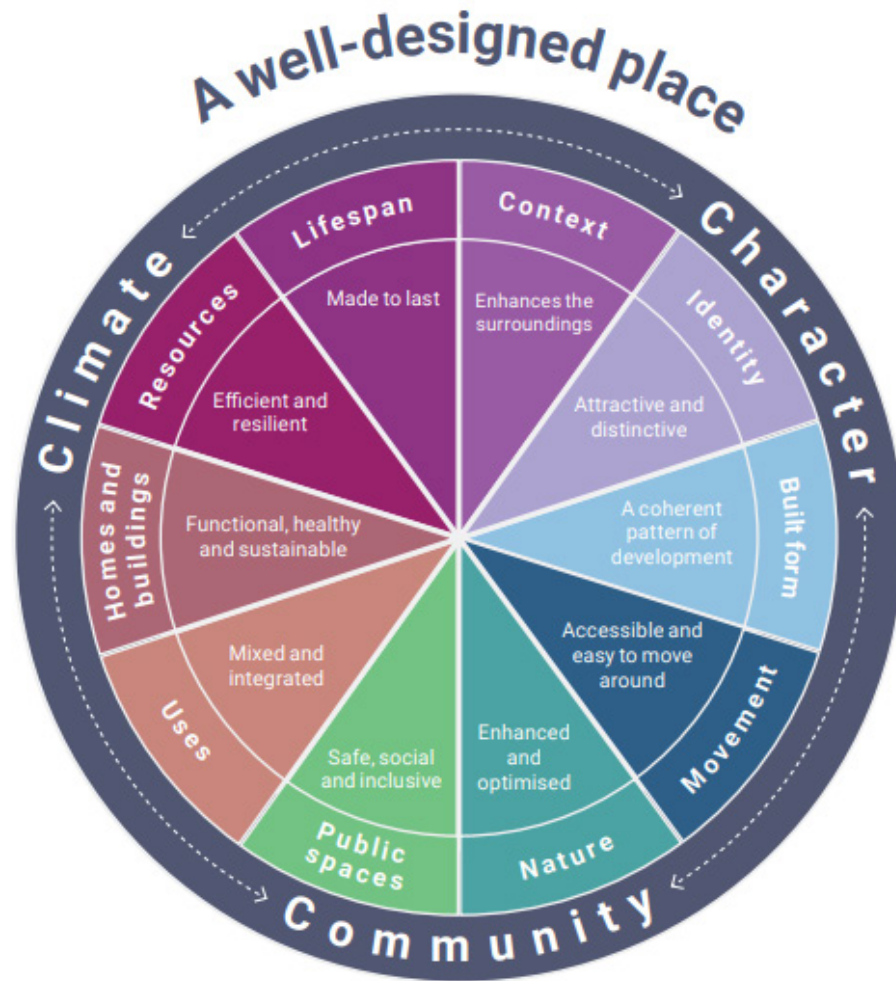 A well-designed place
Climate
Character
Community
Context
Enhances the
surroundings
Identity
Attractive and
distinctive
Built form
A coherent
pattern of
development
Movement
Accessible and
easy to move
around
Nature
Enhanced
and
optimised
Public
spaces
Safe, social
and inclusive
Uses
Mixed and
integrated
Homes and
buildings
Functional, healthy
and sustainable
Resources
Efficient and
resilient
Lifespan
Made to last